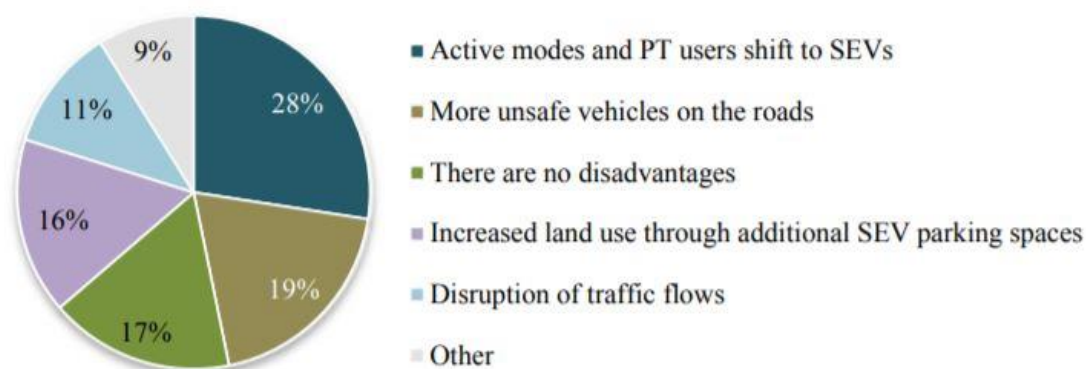 9%
28%
11%
16%
19%
17%
Active modes and PT users shift to SEVs
More unsafe vehicles on the roads
There are no disadvantages
Increased land use through additional SEV parking spaces
Disruption of traffic flows
Other